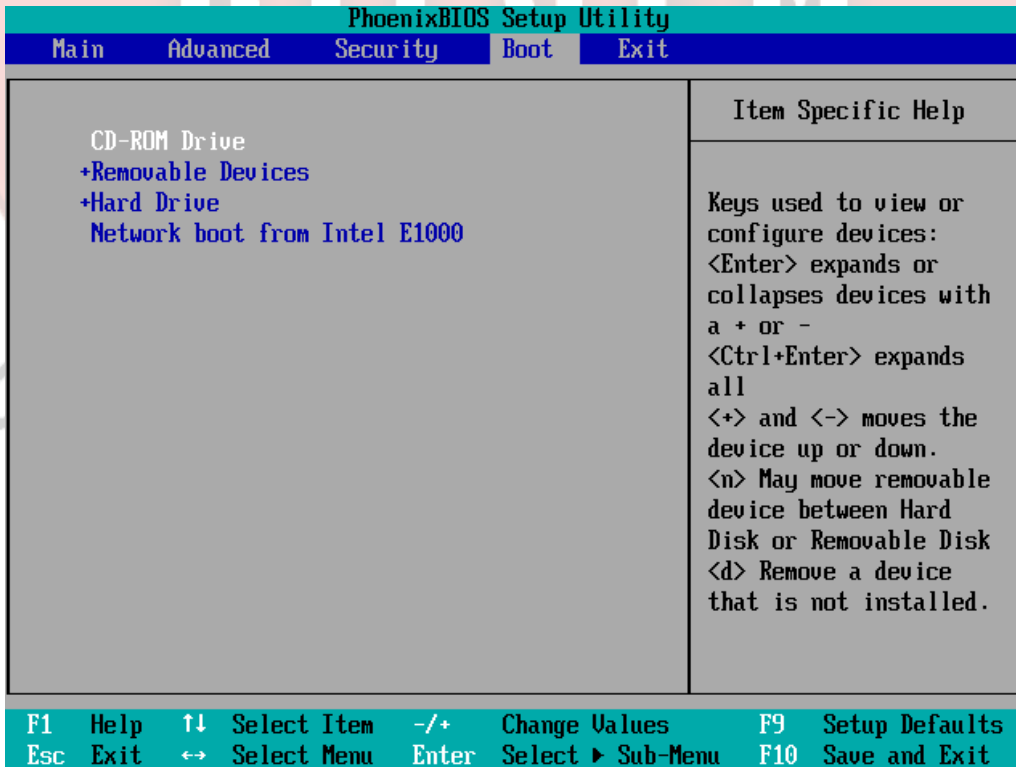 PhoenixBIOS Setup Utility
Main Advanced Security Boot Exit
CD-ROM Drive
+Removable Devices
+Hard Drive
Network boot from Intel E1000
Item Specific Help
Keys used to view or
configure devices:
<Enter> expands or
collapses devices with
a + or -
<Ctrl+Enter> expands
all
<+> and <-> moves the
device up or down.
<n> May move removable
device between Hard
Disk or Removable Disk
<d> Remove a device
that is not installed.
F1 Help ↑↓ Select Item -/+ Change Values F9 Setup Defaults
Esc Exit ↔ Select Menu Enter Select ▶ Sub-Menu F10 Save and Exit